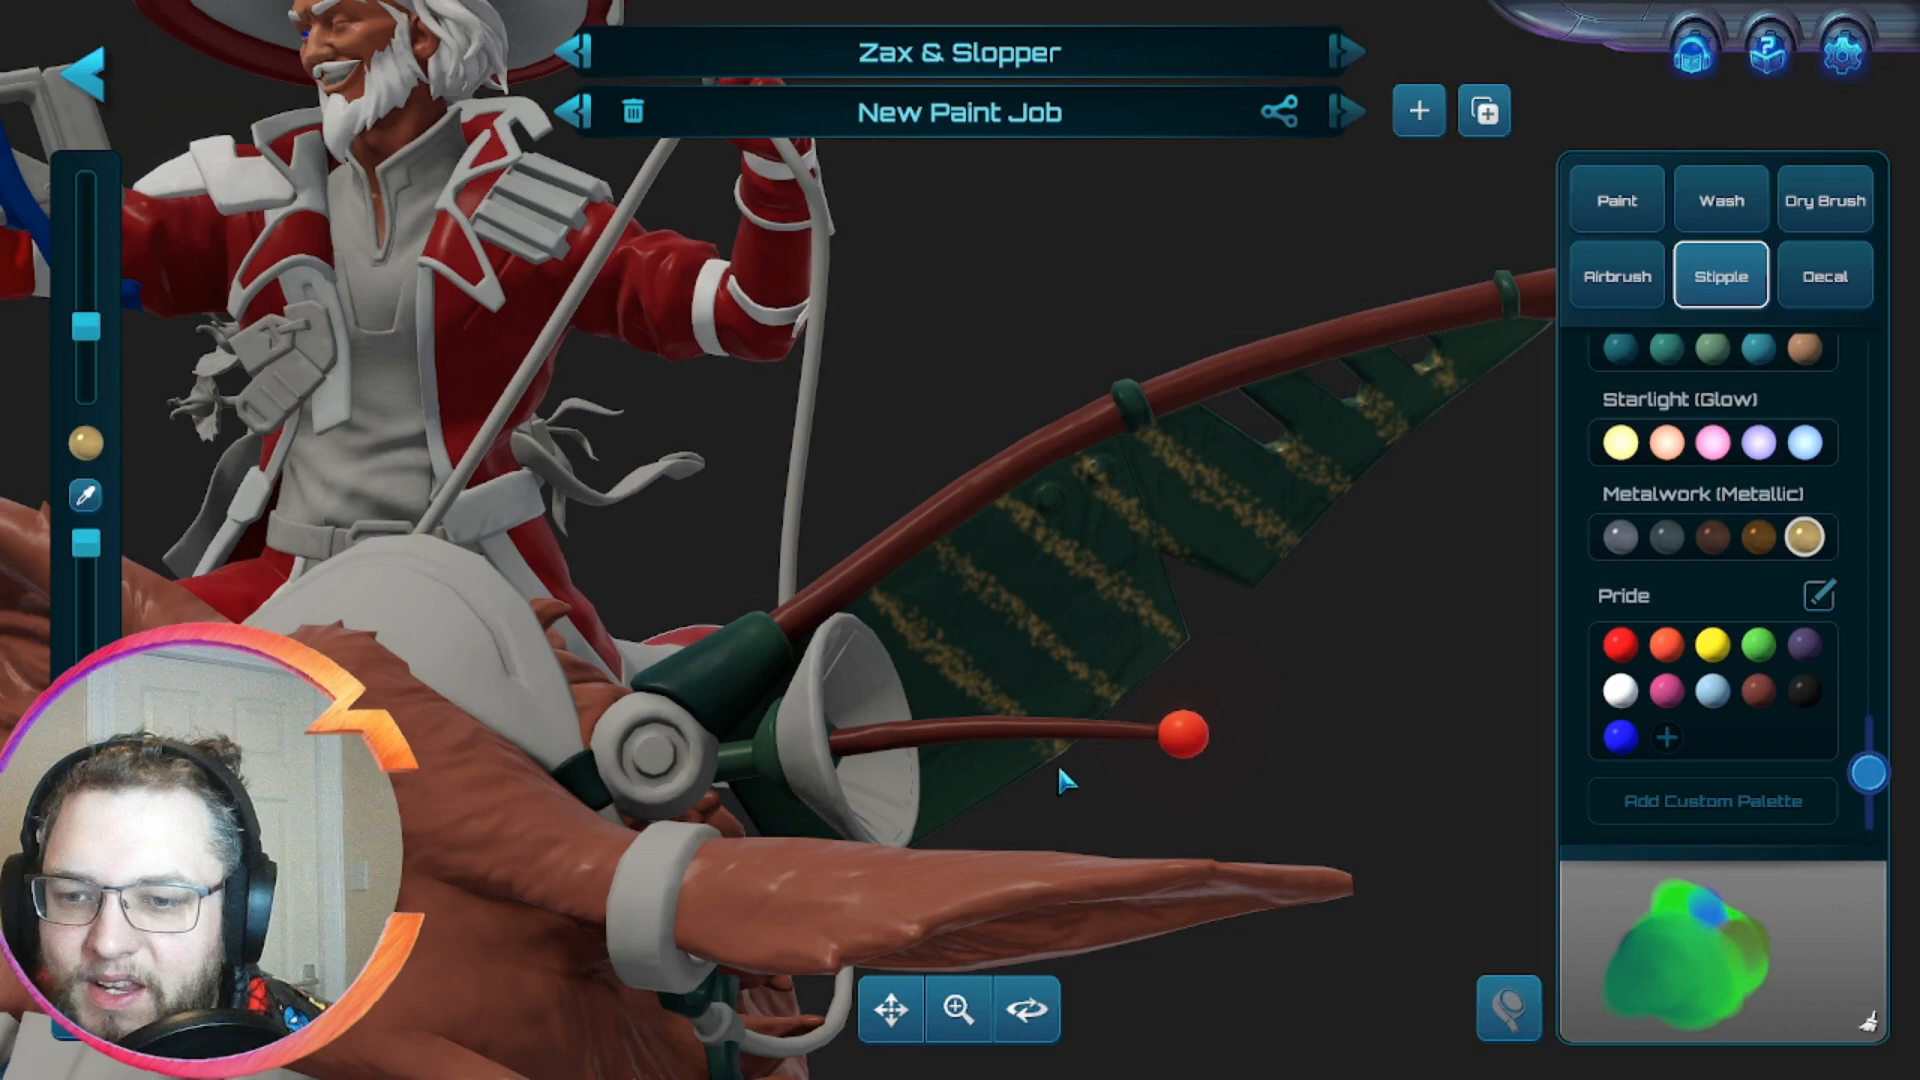 Zax & Slopper
New Paint Job
Paint
Wash
Dry Brush
Airbrush
Stipple
Decal
Starlight (Glow)
Metalwork (Metallic)
Pride
Add Custom Palette